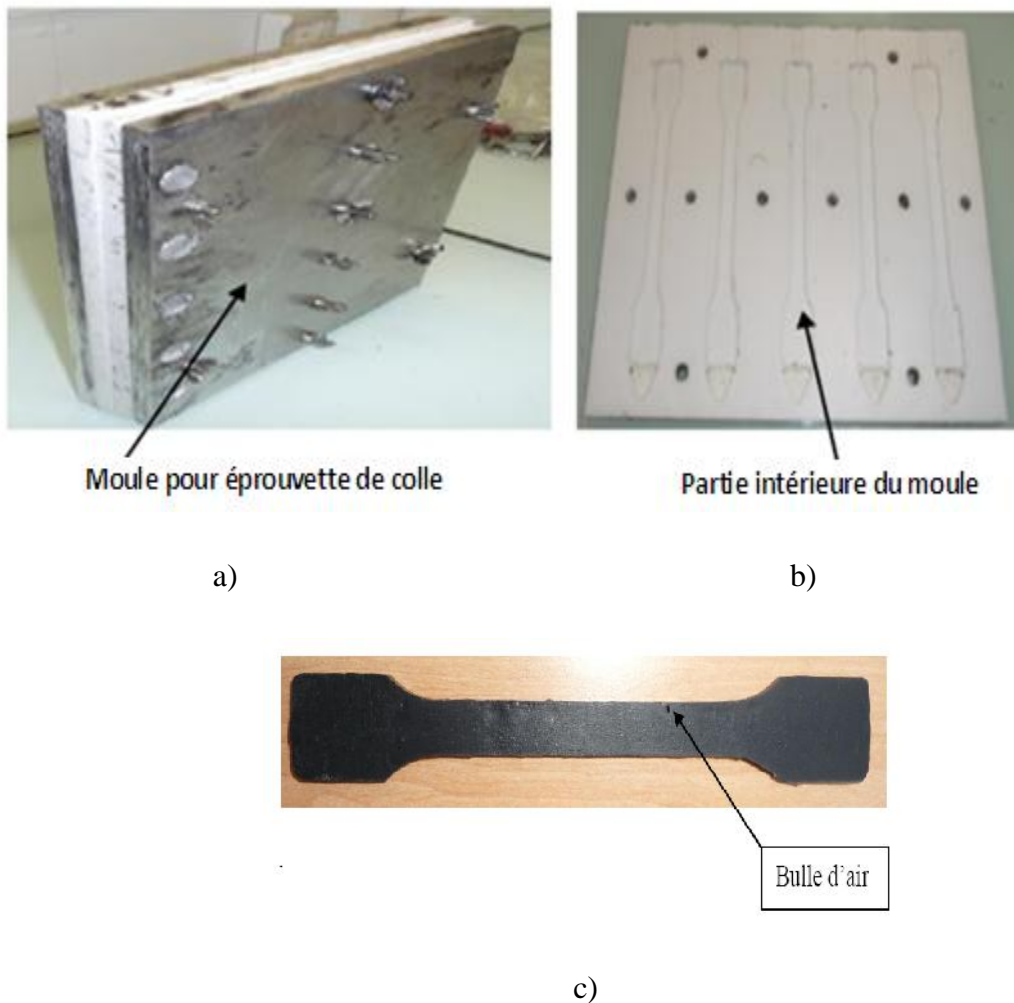 Moule pour éprouvette de colle
Partie intérieure du moule
a)
b)
Bulle d'air
c)